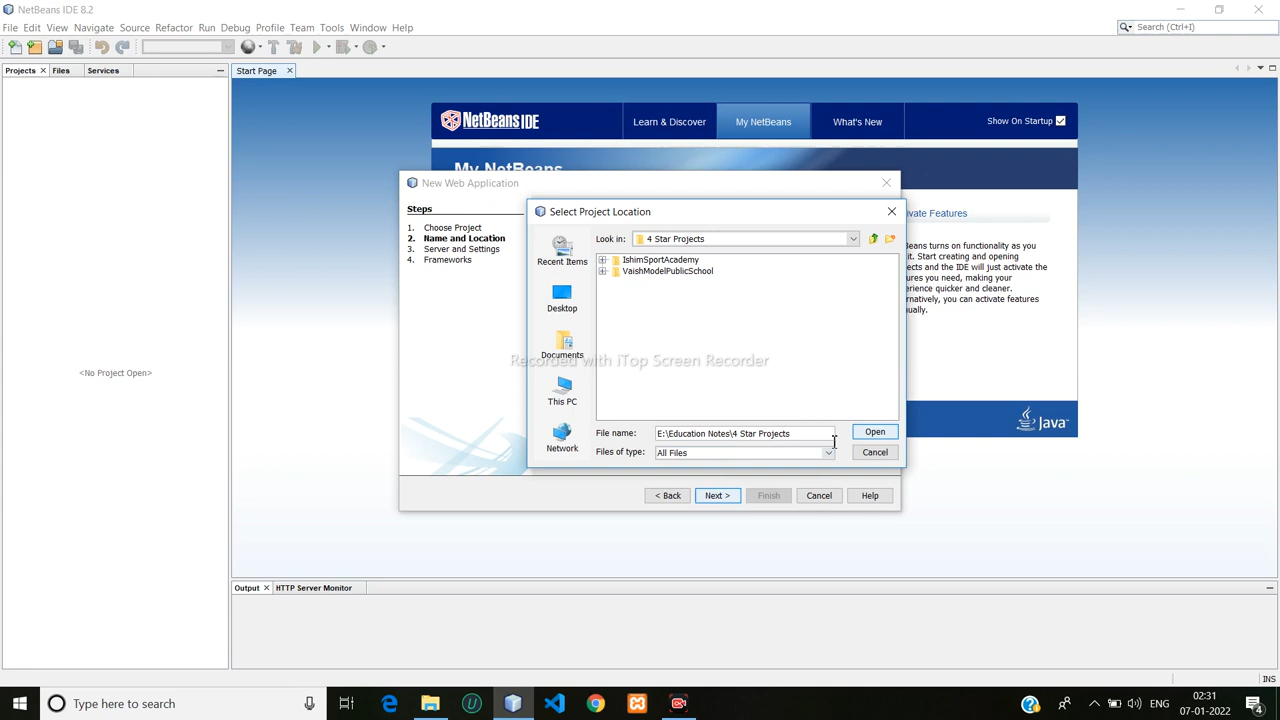 NetBeans IDE 8.2
File Edit View Navigate Source Refactor Run Debug Profile Team Tools Window Help
Search (Ctrl+I)
Projects Files Services
Start Page
NetBeans IDE
Learn & Discover
My NetBeans
What's New
Show On Startup
My NetBeans
New Web Application
Steps
1. Choose Project
2. Name and Location
3. Server and Settings
4. Frameworks
Select Project Location
Look in: 4 Star Projects
Recent Items
Desktop
Documents
This PC
Network
IshimSportAcademy
VaishModelPublicSchool
File name: E:\Education Notes\4 Star Projects
Files of type: All Files
Open
Cancel
vate Features
Beans turns on functionality as you
it. Start creating and opening
ects and the IDE will just activate the
ures you need, making your
erience quicker and cleaner.
rnatively, you can activate features
ually.
Java
Recorded with iTop Screen Recorder
<No Project Open>
< Back Next > Finish Cancel Help
Output HTTP Server Monitor
INS
Type here to search
02:31
07-01-2022
4